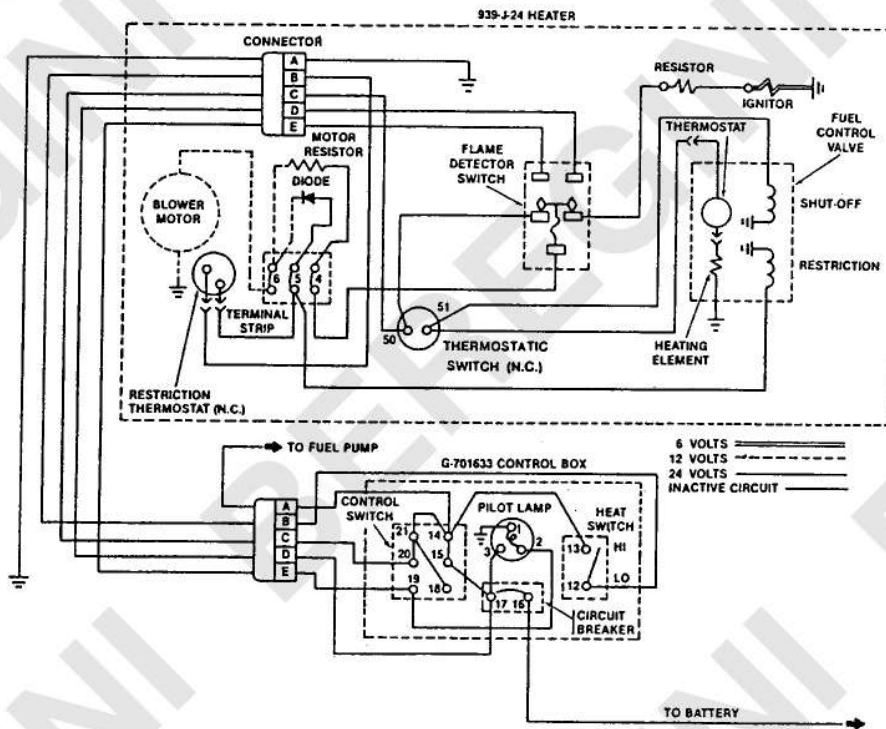 939-J-24 HEATER
CONNECTOR
A
B
C
D
E
RESISTOR
IGNITOR
MOTOR
RESISTOR
DIODE
FLAME
DETECTOR
SWITCH
THERMOSTAT
FUEL
CONTROL
VALVE
BLOWER
MOTOR
SHUT-OFF
RESTRICTION
6
5
4
TERMINAL
STRIP
50
51
THERMOSTATIC
SWITCH (N.C.)
HEATING
ELEMENT
RESTRICTION
THERMOSTAT (N.C.)
TO FUEL PUMP
6 VOLTS
12 VOLTS
24 VOLTS
INACTIVE CIRCUIT
G-701633 CONTROL BOX
A
B
C
D
E
CONTROL
SWITCH
PILOT LAMP
HEAT
SWITCH
21
14
20
15
19
18
3
2
13
HI
12
LO
17
16
CIRCUIT
BREAKER
TO BATTERY
BEREGINI